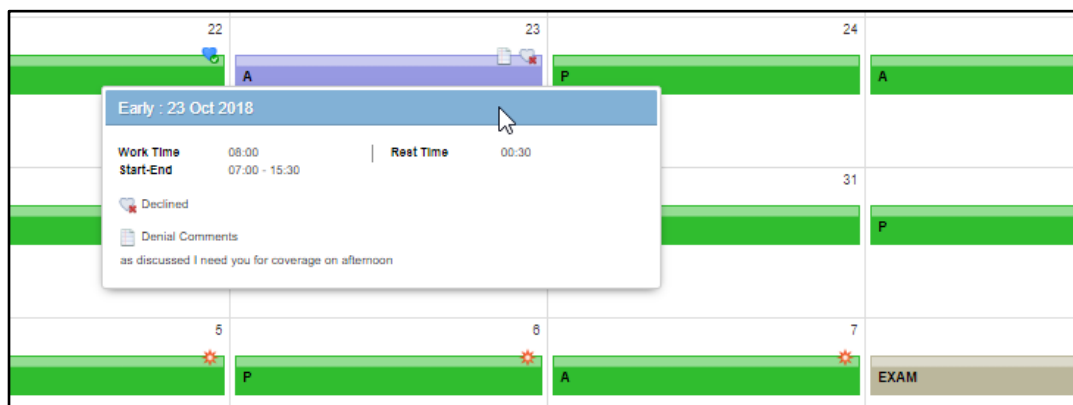 22 23 24
A P A
Early : 23 Oct 2018
Work Time 08:00 Rest Time 00:30
Start-End 07:00 - 15:30
Declined
Denial Comments
as discussed I need you for coverage on afternoon
31
P
5 6 7
P A EXAM